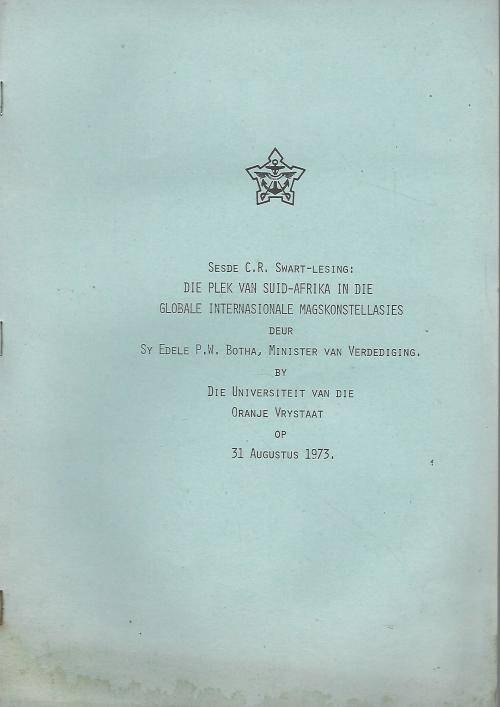 SESDE C.R. SWART-LESING:
DIE PLEK VAN SUID-AFRIKA IN DIE
GLOBALE INTERNASIONALE MAGSKONSTELLASIES
DEUR
SY EDELE P.W. BOTHA, MINISTER VAN VERDEDIGING.
BY
DIE UNIVERSITEIT VAN DIE
ORANJE VRYSTAAT
OP
31 AUGUSTUS 1973.